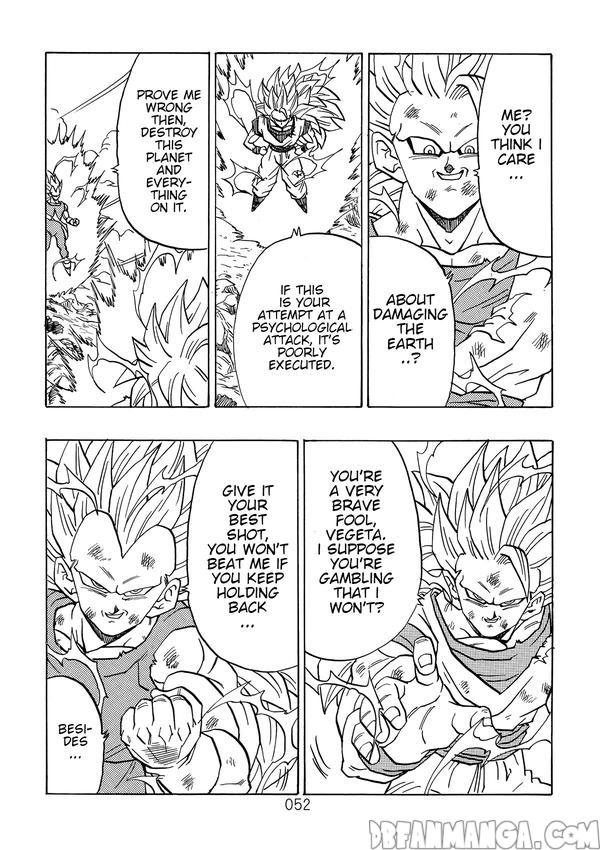 ME?
YOU
THINK I
CARE
...
ABOUT
DAMAGING
THE
EARTH
..?
IF THIS
IS YOUR
ATTEMPT AT A
PSYCHOLOGICAL
ATTACK, IT'S
POORLY
EXECUTED.
PROVE ME
WRONG
THEN,
DESTROY
THIS
PLANET
AND
EVERY-
THING
ON IT.
YOU'RE
A VERY
BRAVE
FOOL,
VEGETA.
I SUPPOSE
YOU'RE
GAMBLING
THAT I
WON'T?
GIVE IT
YOUR
BEST
SHOT,
YOU WON'T
BEAT ME IF
YOU KEEP
HOLDING
BACK
...
BESI-
DES
...
052
DBFANMANGA.COM